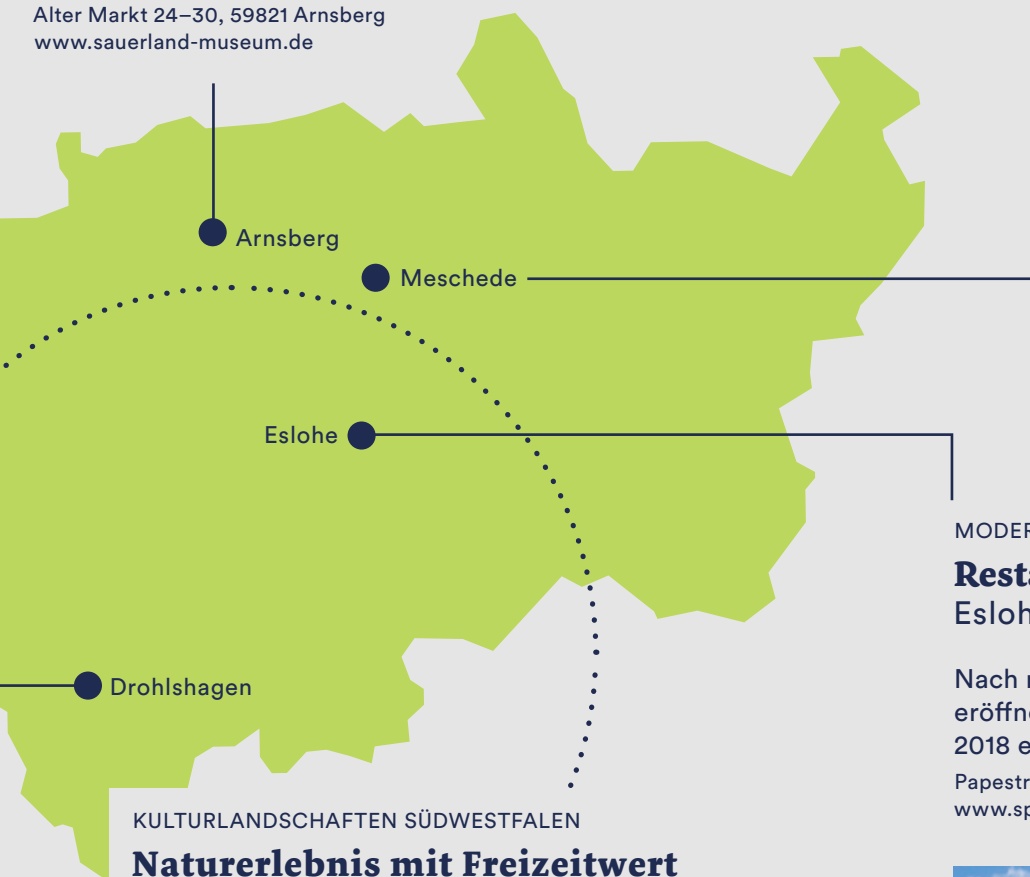 Alter Markt 24–30, 59821 Arnsberg
www.sauerland-museum.de
Arnsberg
Meschede
Eslohe
Drohlshagen
MODER
Resta
Esloh
Nach
eröffn
2018 e
Papestr
www.sp
KULTURLANDSCHAFTEN SÜDWESTFALEN
Naturerlebnis mit Freizeitwert